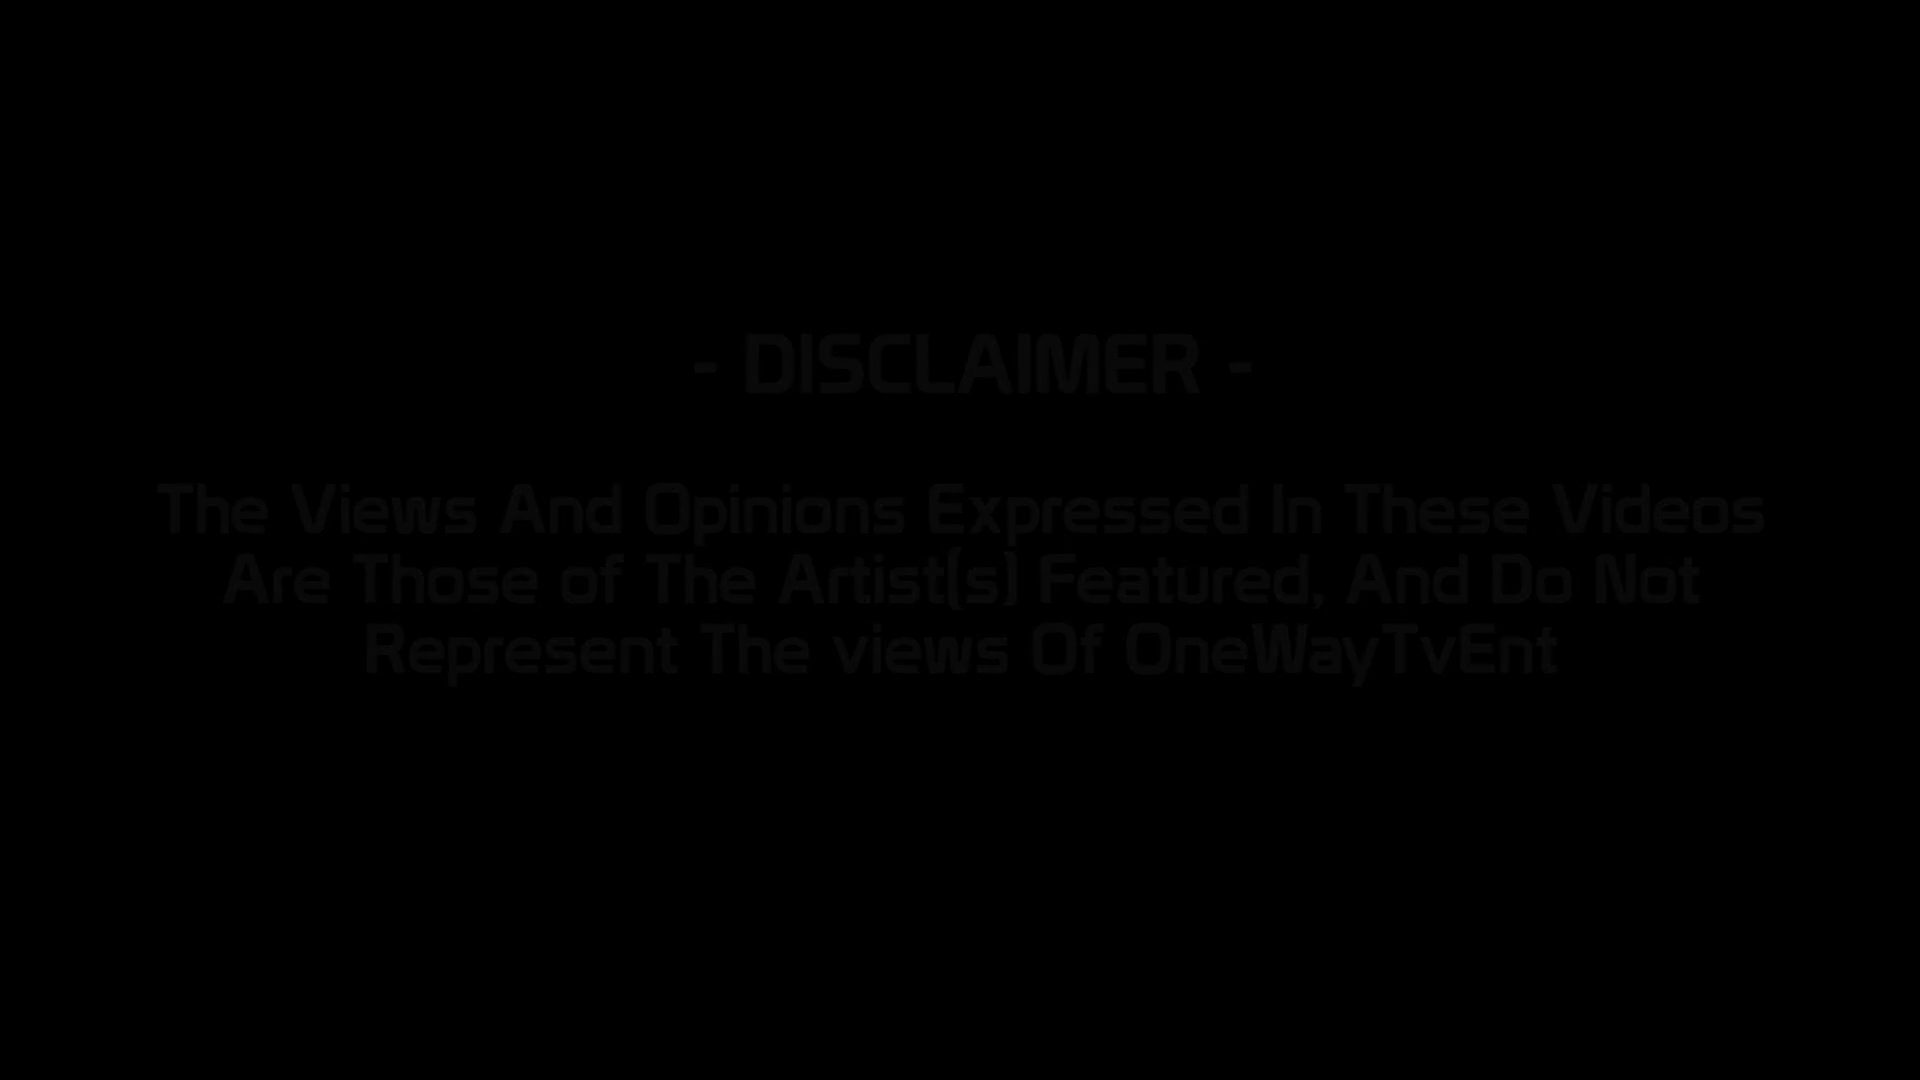 - DISCLAIMER -
The Views And Opinions Expressed In These Videos
Are Those of The Artist(s) Featured, And Do Not
Represent The views Of OneWayTvEnt